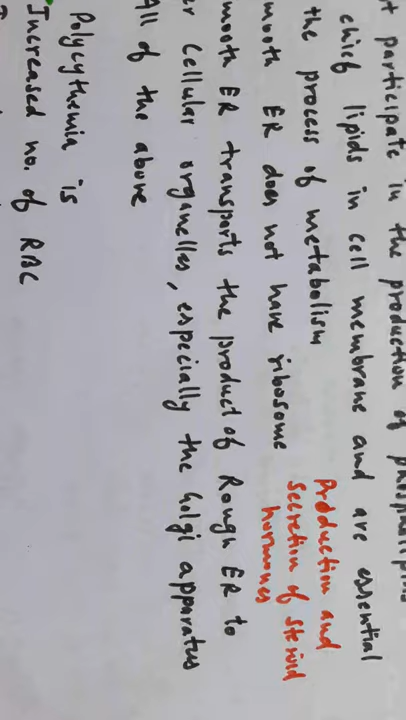 t participate in the production of phospholipids
chief lipids in cell membrane and are essential
the process of metabolism
mooth ER does not have ribosome
Production and
secretion of steroid
hormones
mooth ER transports the product of Rough ER to
er cellular organelles, especially the Golgi apparatus
All of the above
Polycythemia is
Increased no. of RBC